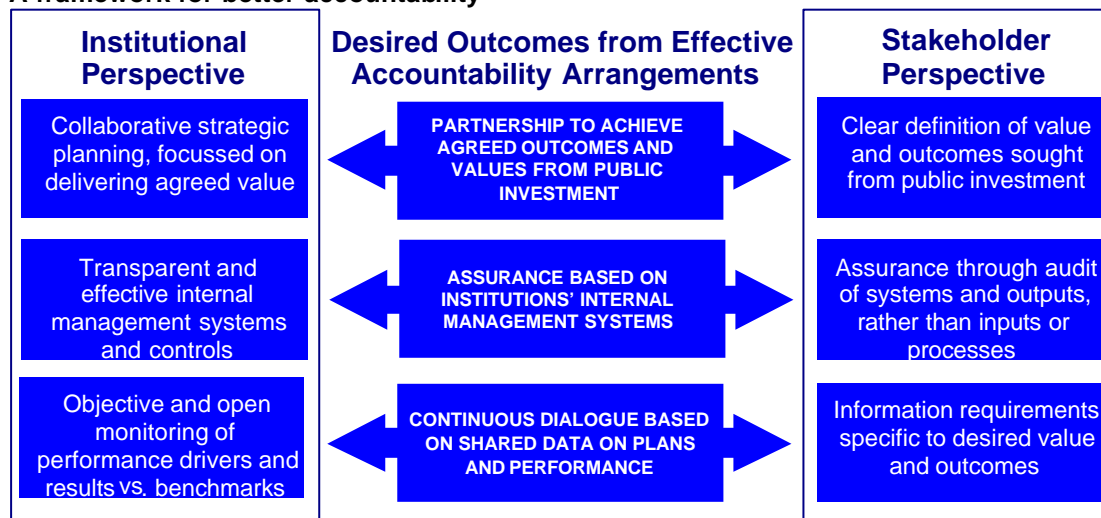 A framework for better accountability
Institutional
Perspective
Desired Outcomes from Effective
Accountability Arrangements
Stakeholder
Perspective
Collaborative strategic
planning, focussed on
delivering agreed value
PARTNERSHIP TO ACHIEVE
AGREED OUTCOMES AND
VALUES FROM PUBLIC
INVESTMENT
Clear definition of value
and outcomes sought
from public investment
Transparent and
effective internal
management systems
and controls
ASSURANCE BASED ON
INSTITUTIONS’ INTERNAL
MANAGEMENT SYSTEMS
Assurance through audit
of systems and outputs,
rather than inputs or
processes
Objective and open
monitoring of
performance drivers and
results vs. benchmarks
CONTINUOUS DIALOGUE BASED
ON SHARED DATA ON PLANS
AND PERFORMANCE
Information requirements
specific to desired value
and outcomes